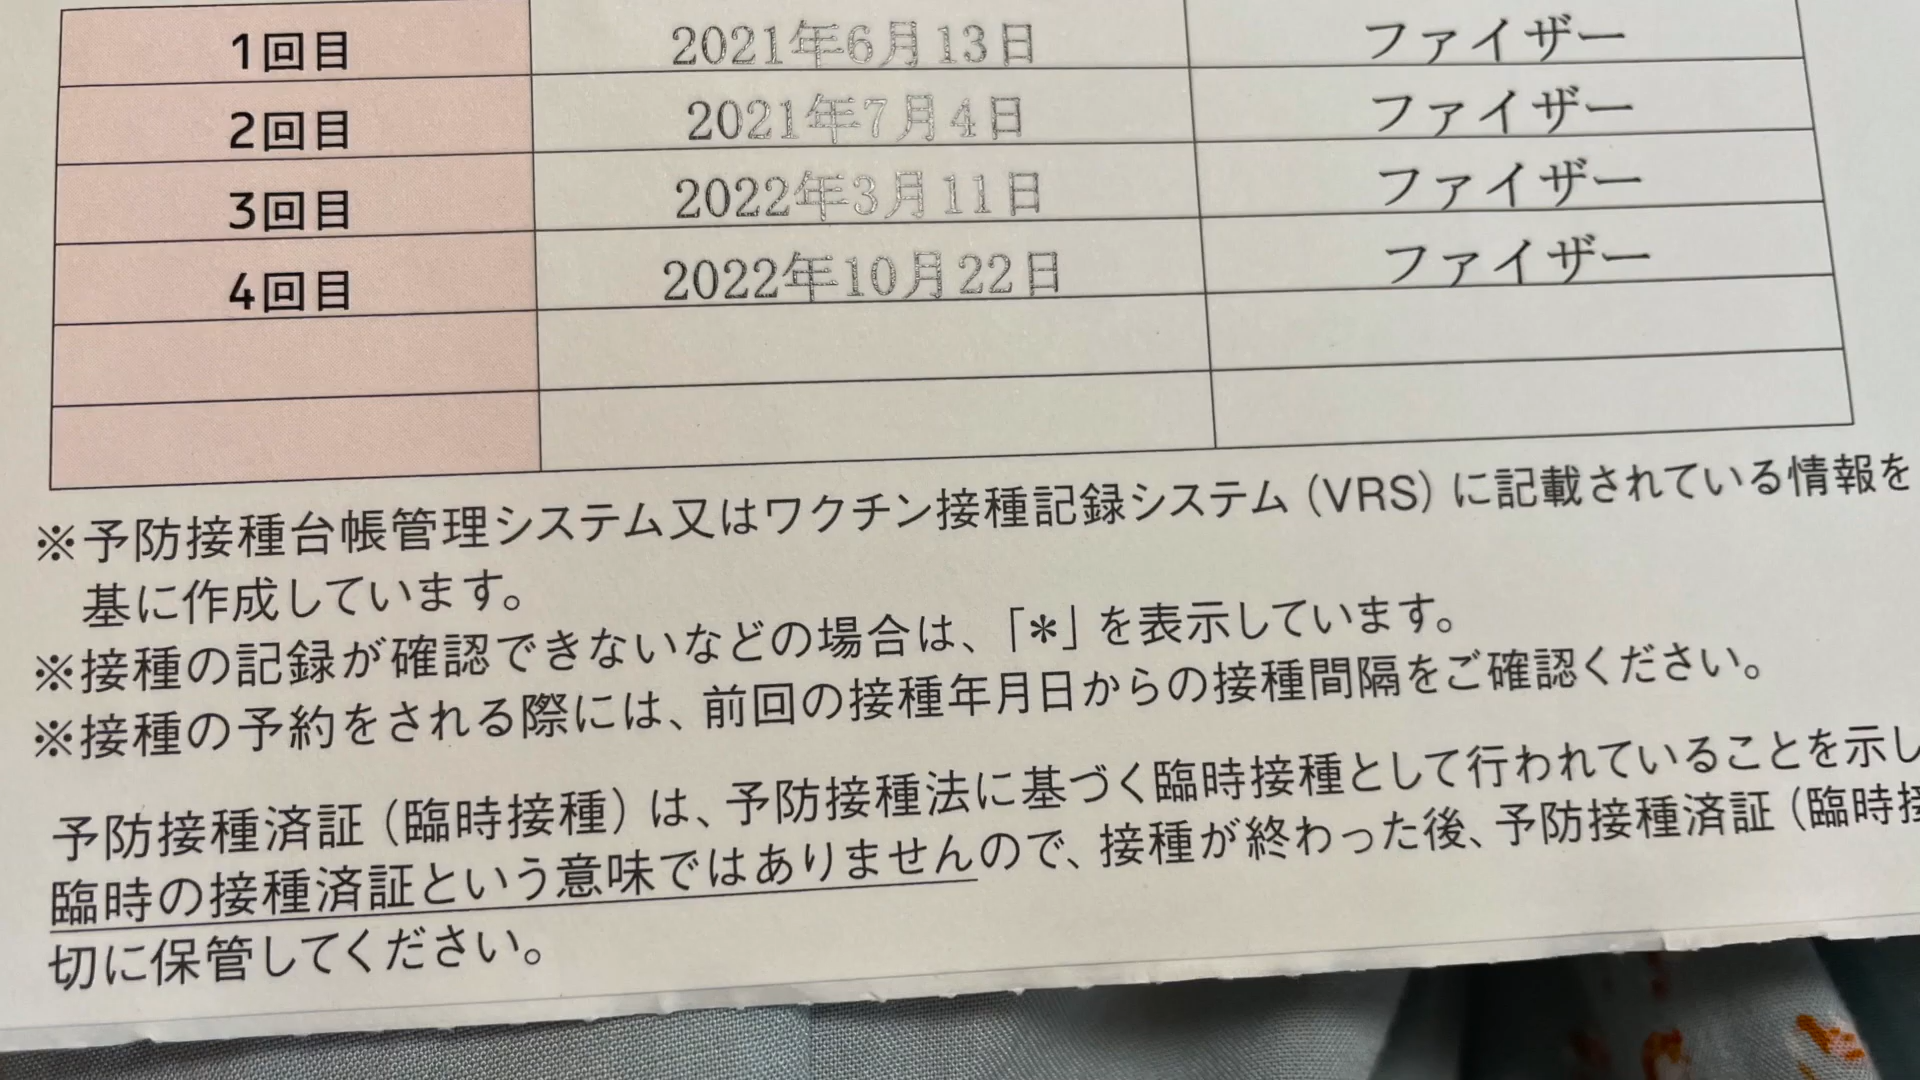 1回目 2021年6月13日 ファイザー
2回目 2021年7月4日 ファイザー
3回目 2022年3月11日 ファイザー
4回目 2022年10月22日 ファイザー
※予防接種台帳管理システム又はワクチン接種記録システム（VRS）に記載されている情報を
基に作成しています。
※接種の記録が確認できないなどの場合は、「＊」を表示しています。
※接種の予約をされる際には、前回の接種年月日からの接種間隔をご確認ください。
予防接種済証（臨時接種）は、予防接種法に基づく臨時接種として行われていることを示し
臨時の接種済証という意味ではありませんので、接種が終わった後、予防接種済証（臨時接
切に保管してください。